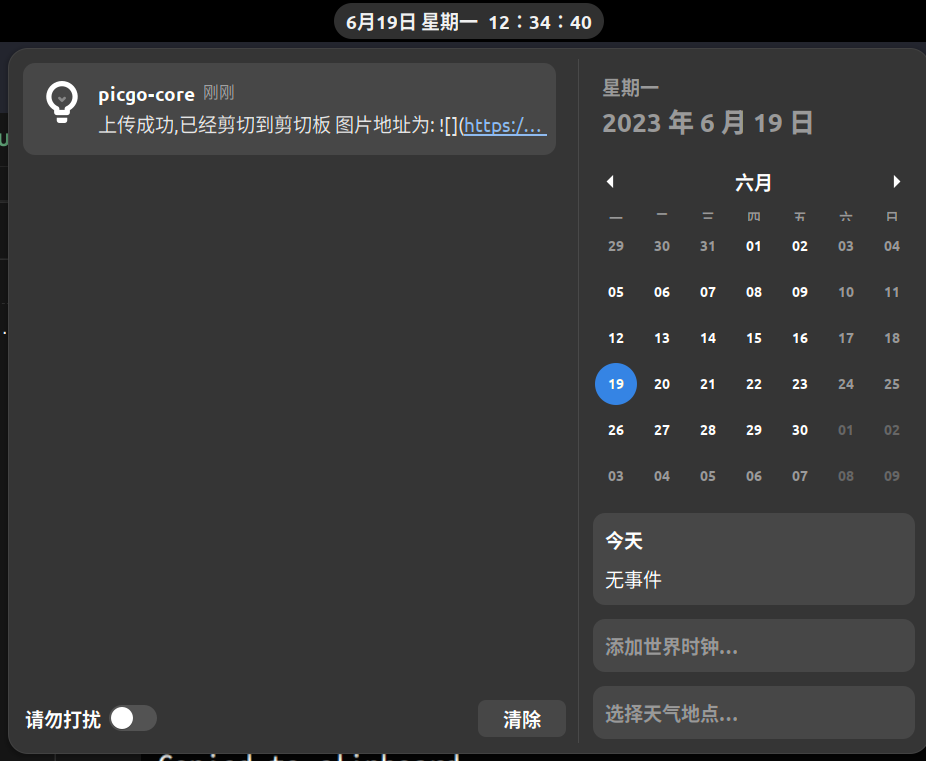 6月19日 星期一 12：34：40
picgo-core 刚刚
上传成功,已经剪切到剪切板 图片地址为: ![](https:/…
请勿打扰
清除
星期一
2023 年 6 月 19 日
六月
一 二 三 四 五 六 日
29 30 31 01 02 03 04
05 06 07 08 09 10 11
12 13 14 15 16 17 18
19 20 21 22 23 24 25
26 27 28 29 30 01 02
03 04 05 06 07 08 09
今天
无事件
添加世界时钟…
选择天气地点…